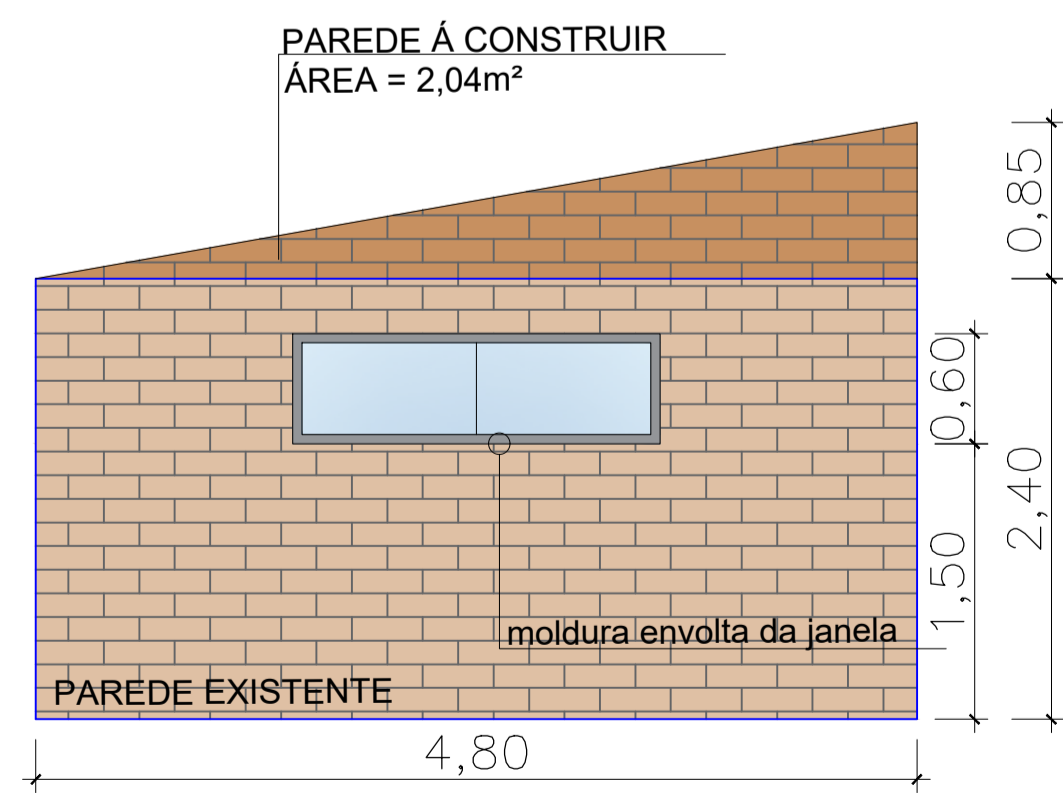 PAREDE Á CONSTRUIR
ÁREA = 2,04m²
0,85
0,60
2,40
1,50
moldura envolta da janela
PAREDE EXISTENTE
4,80